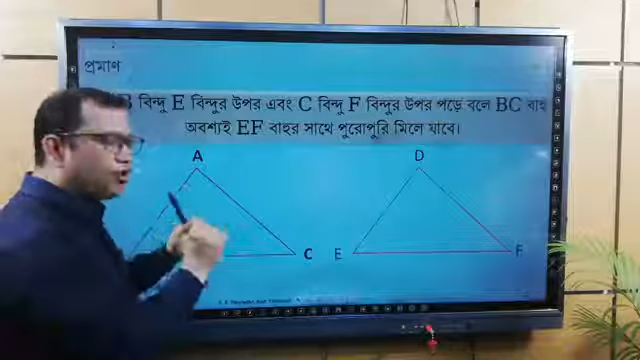 প্রমাণ
B বিন্দু E বিন্দুর উপর এবং C বিন্দু F বিন্দুর উপর পড়ে বলে BC বাহু
অবশ্যই EF বাহুর সাথে পুরোপুরি মিলে যাবে।
A D
C E F